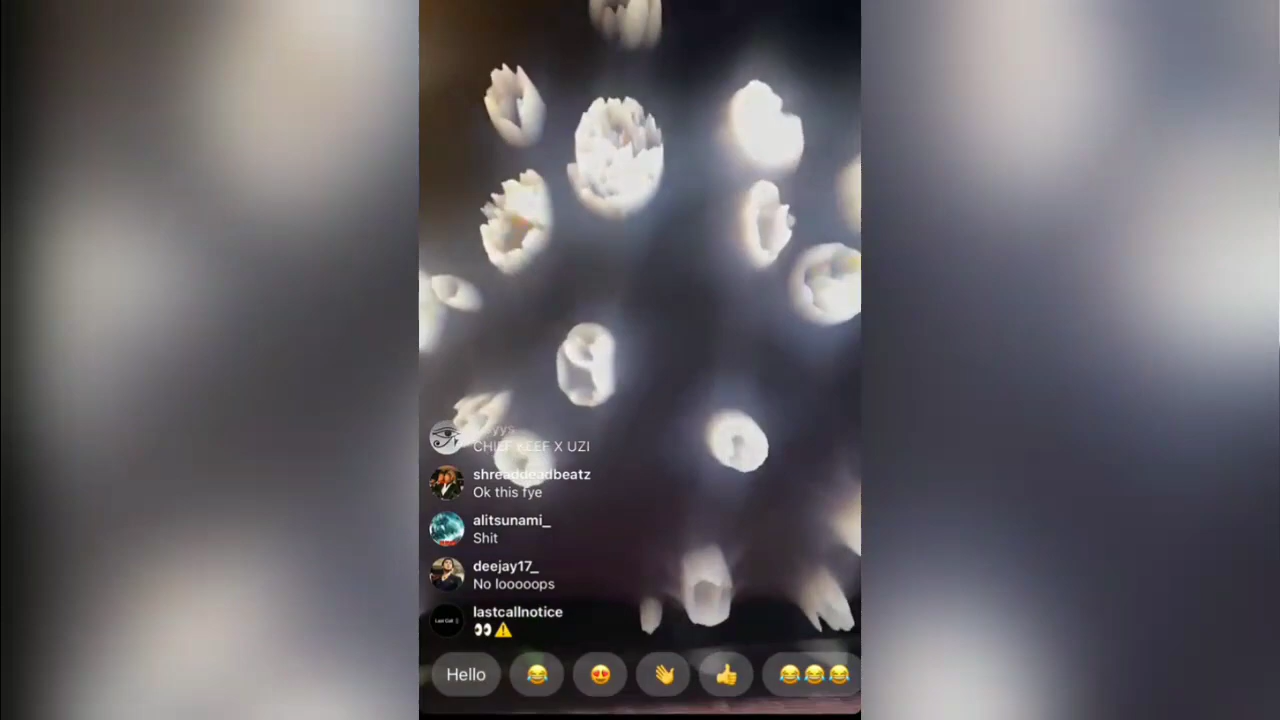 CHIEF KEEF X UZI
shreaddeadbeatz
Ok this fye
alitsunami_
Shit
deejay17_
No looooops
lastcallnotice
👀⚠️
Hello 😂 😍 👋 👍 😂😂😂